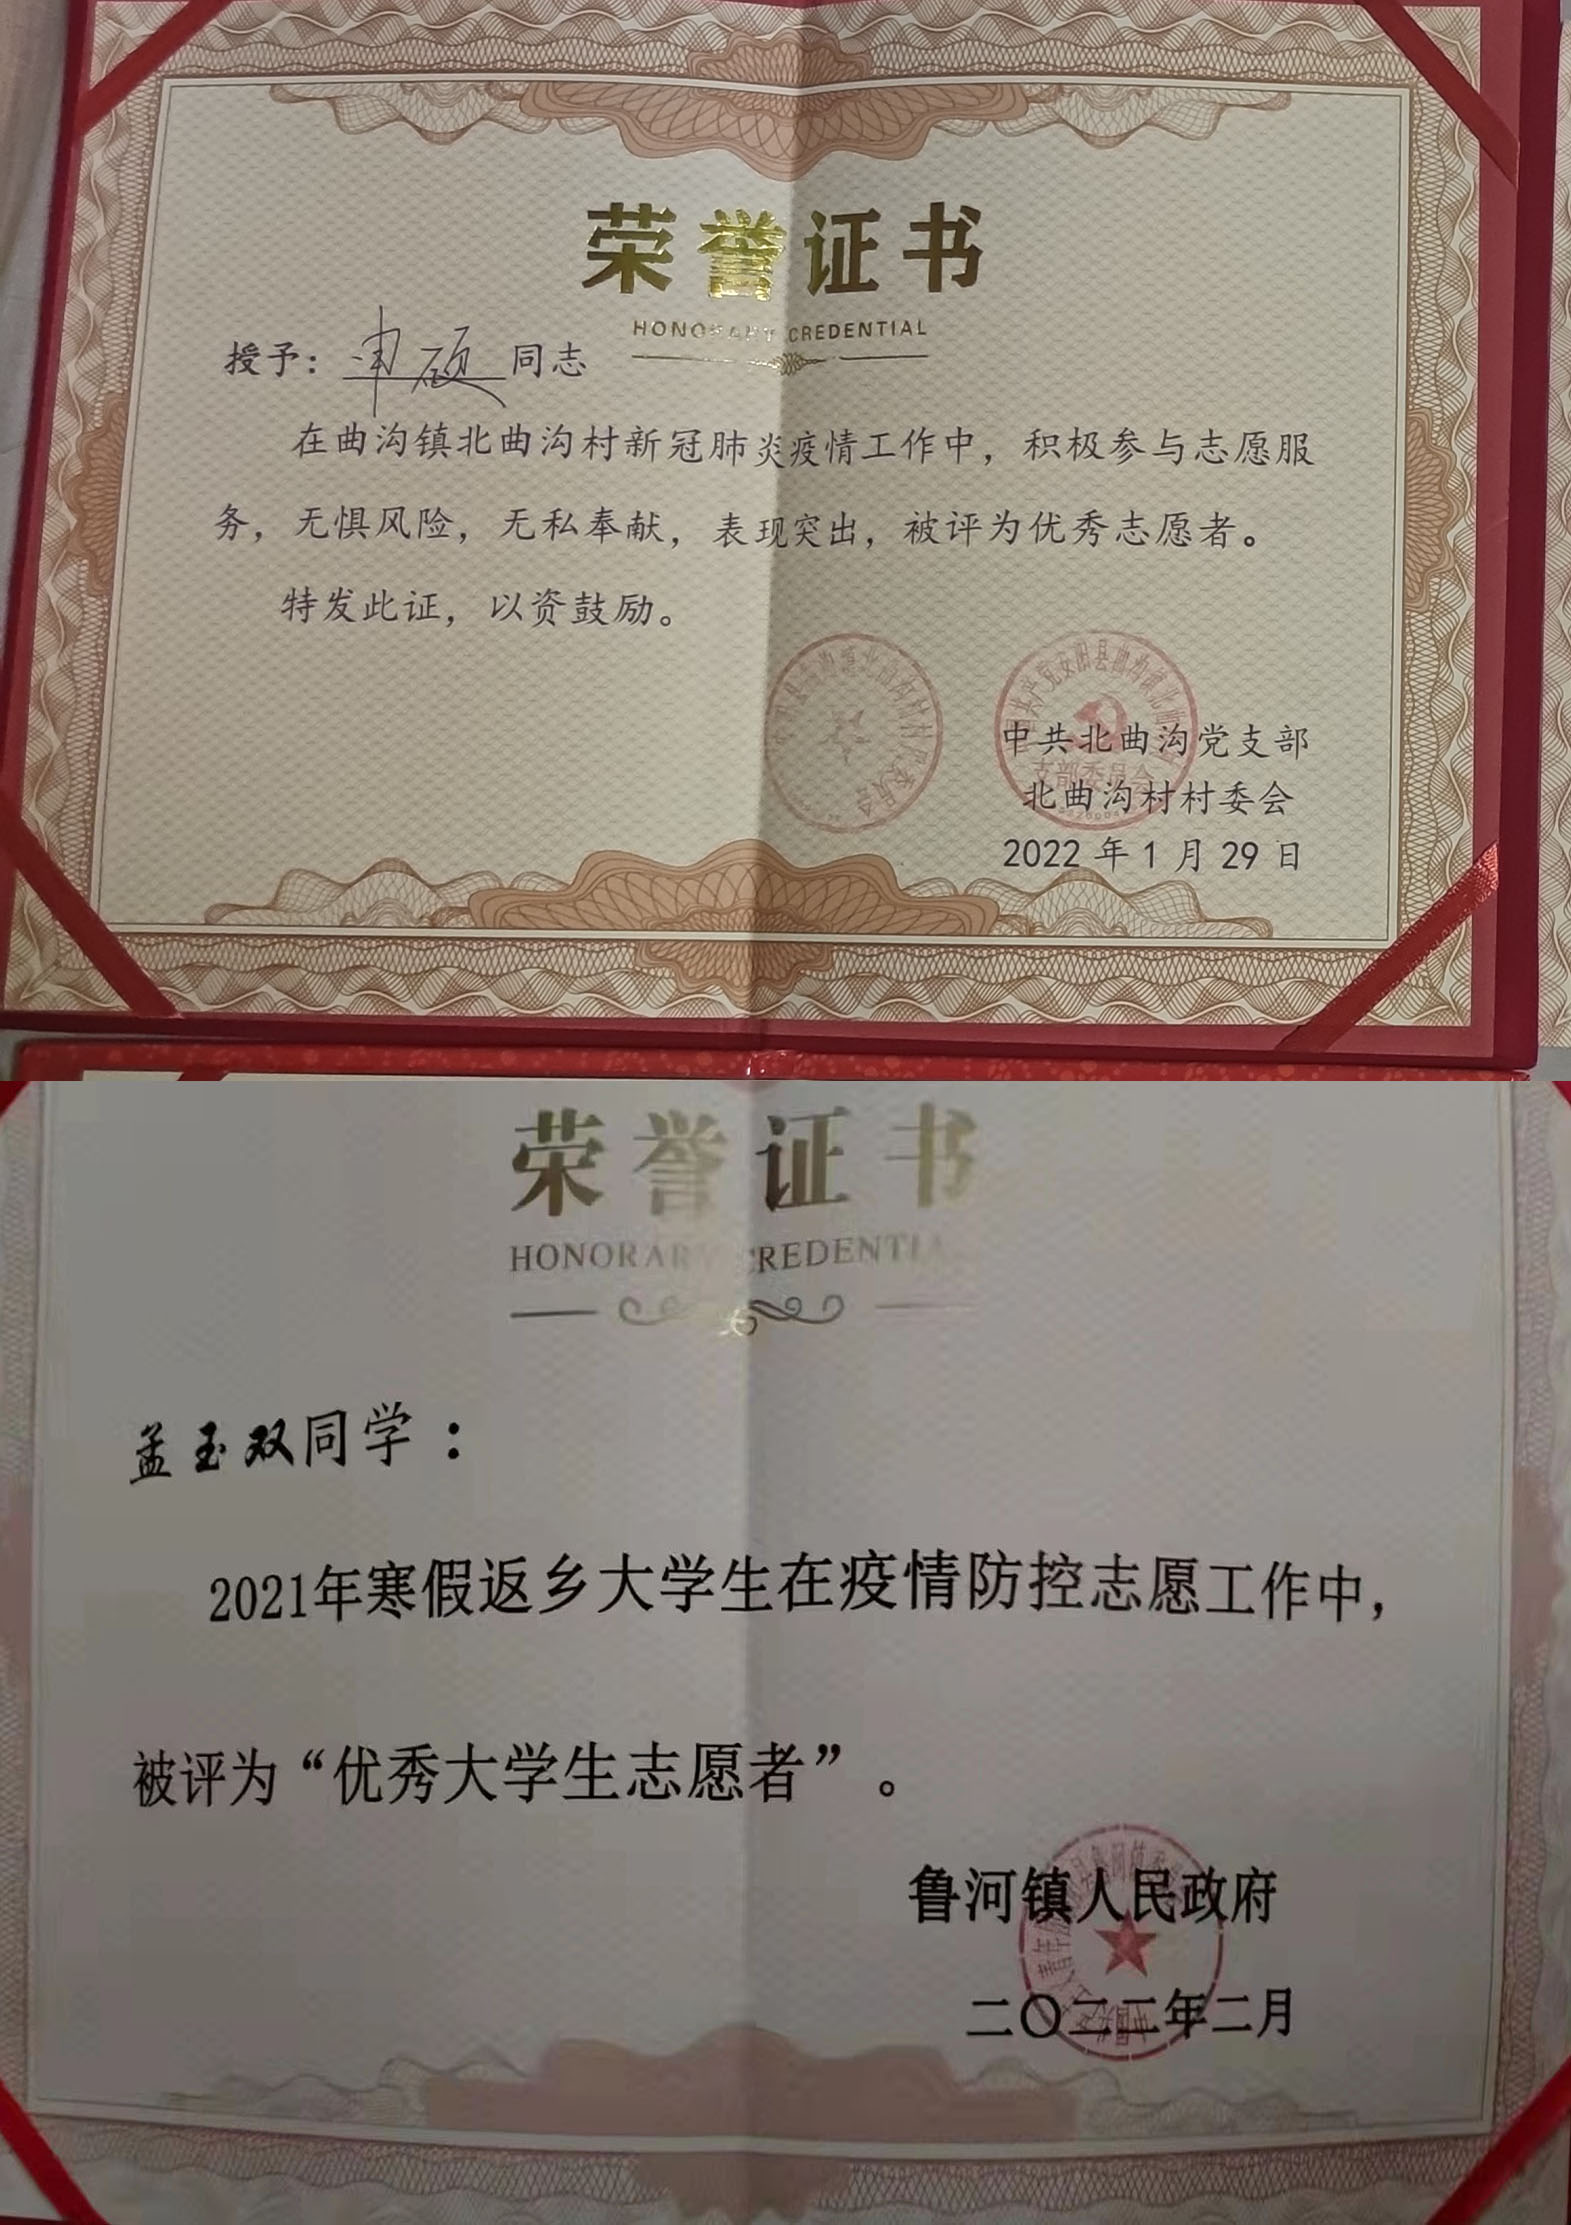 荣誉证书
HONORARY CREDENTIAL
授予：申硕同志
在曲沟镇北曲沟村新冠肺炎疫情工作中，积极参与志愿服
务，无惧风险，无私奉献，表现突出，被评为优秀志愿者。
特发此证，以资鼓励。
中共北曲沟党支部
支部委员会
北曲沟村村委会
2022年1月29日
荣誉证书
HONORARY CREDENTIA
孟玉双同学：
2021年寒假返乡大学生在疫情防控志愿工作中，
被评为“优秀大学生志愿者”。
鲁河镇人民政府
二〇二二年二月